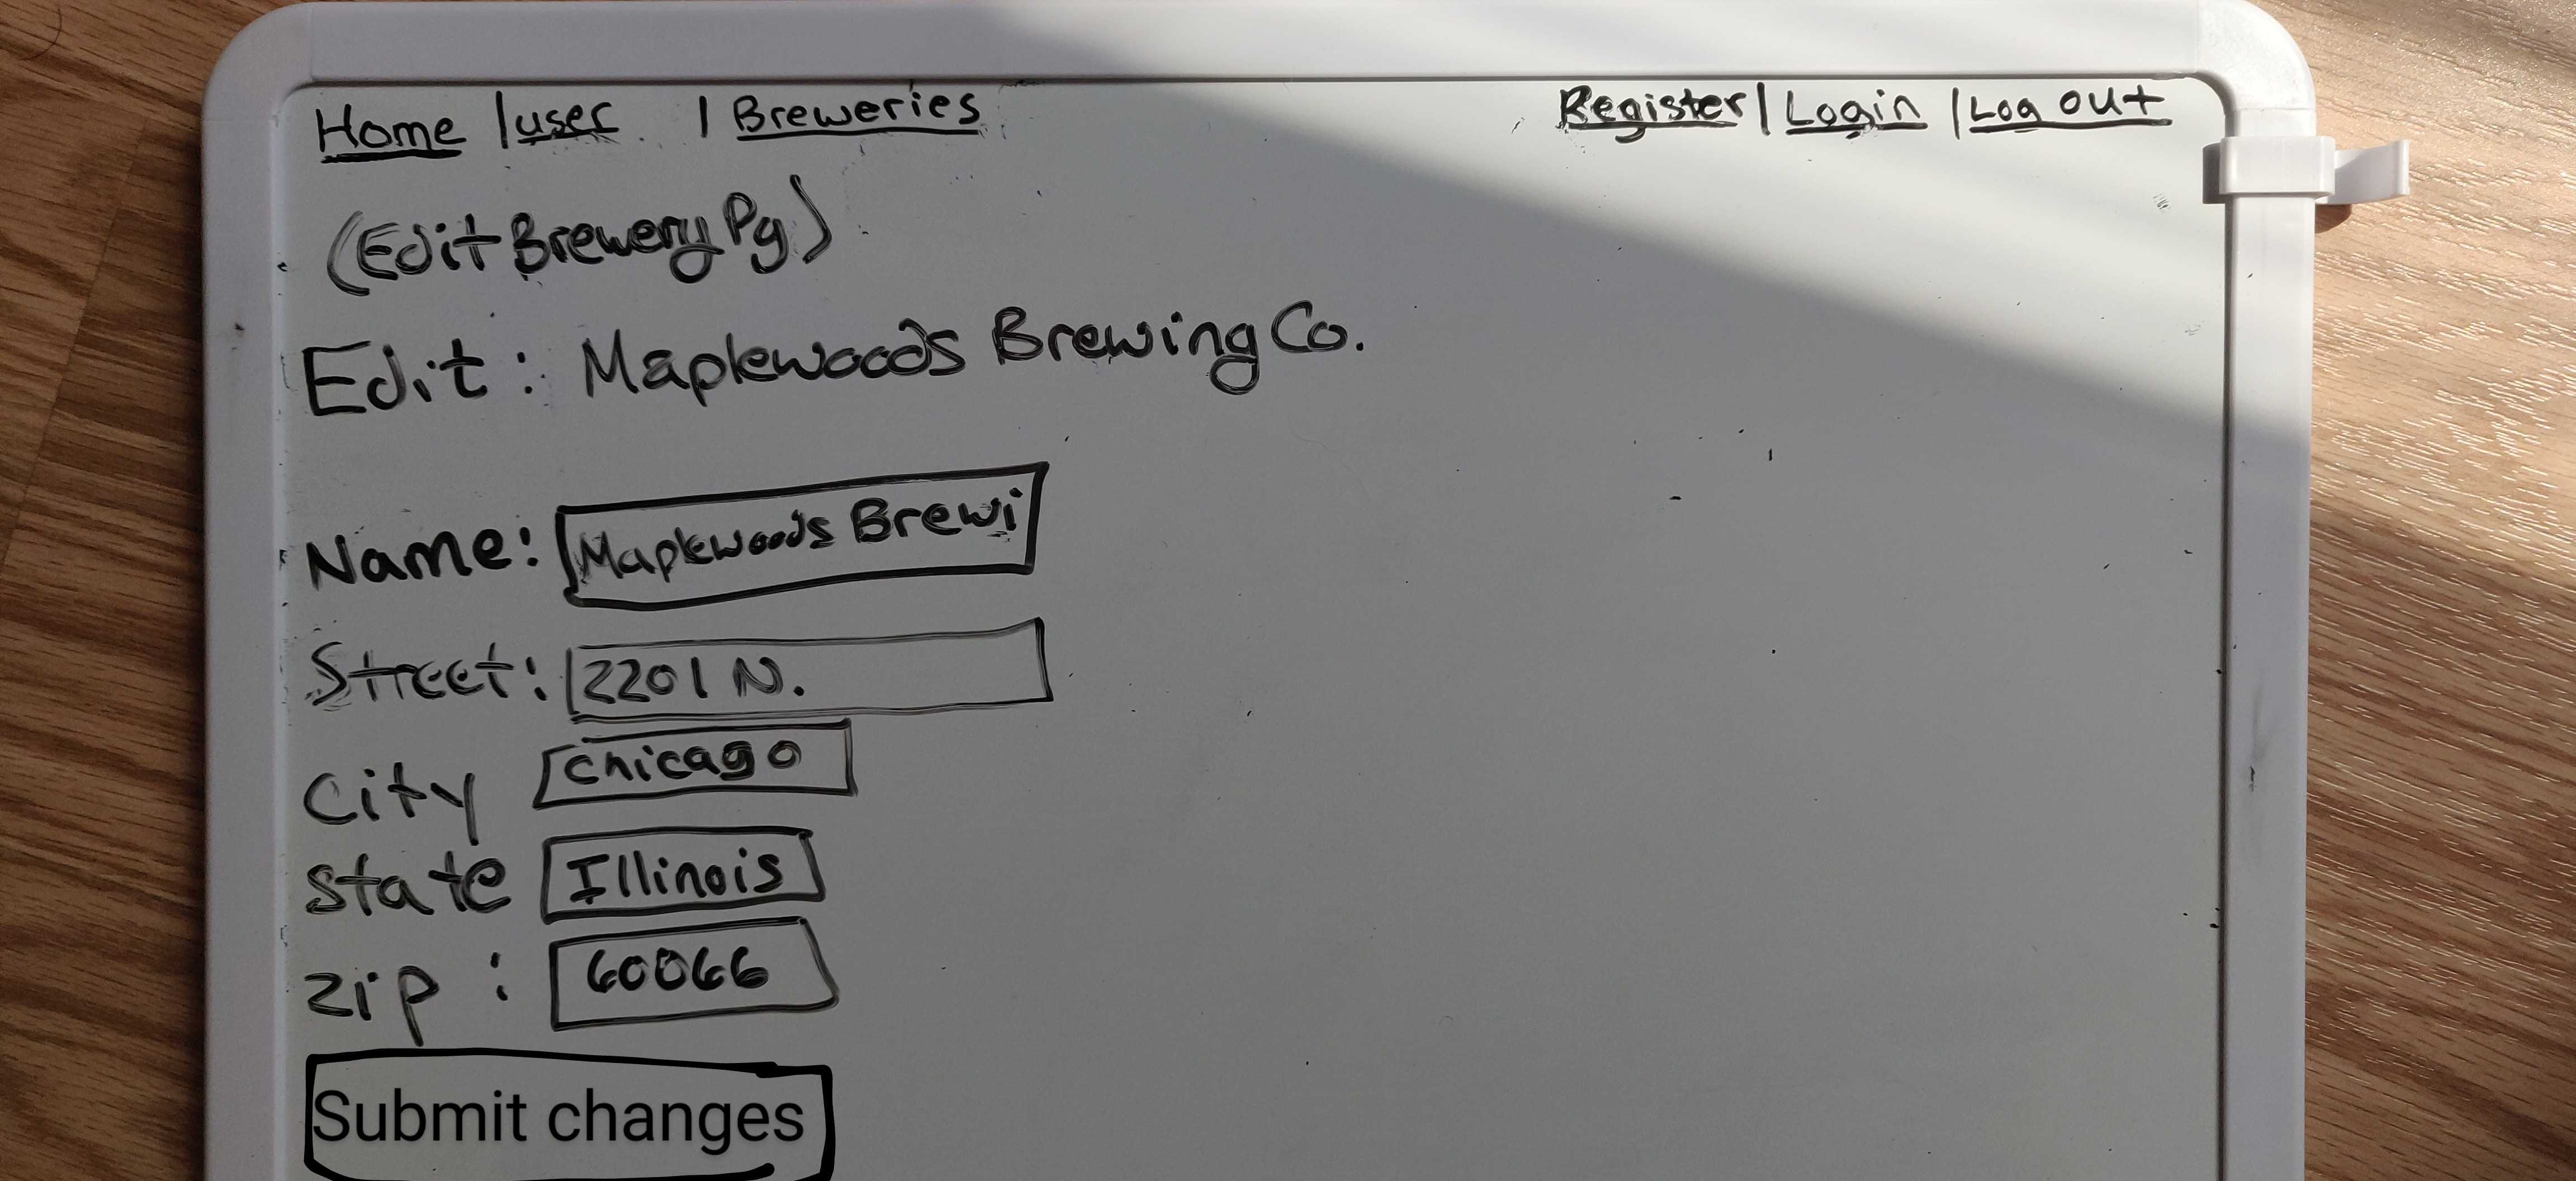 Home | user | Breweries Register | Login | Log out
(Edit Brewery Pg)
Edit: Maplewoods Brewing Co.
Name: Maplewoods Brewi
Street: 2201 N.
City Chicago
State Illinois
Zip: 60066
Submit changes